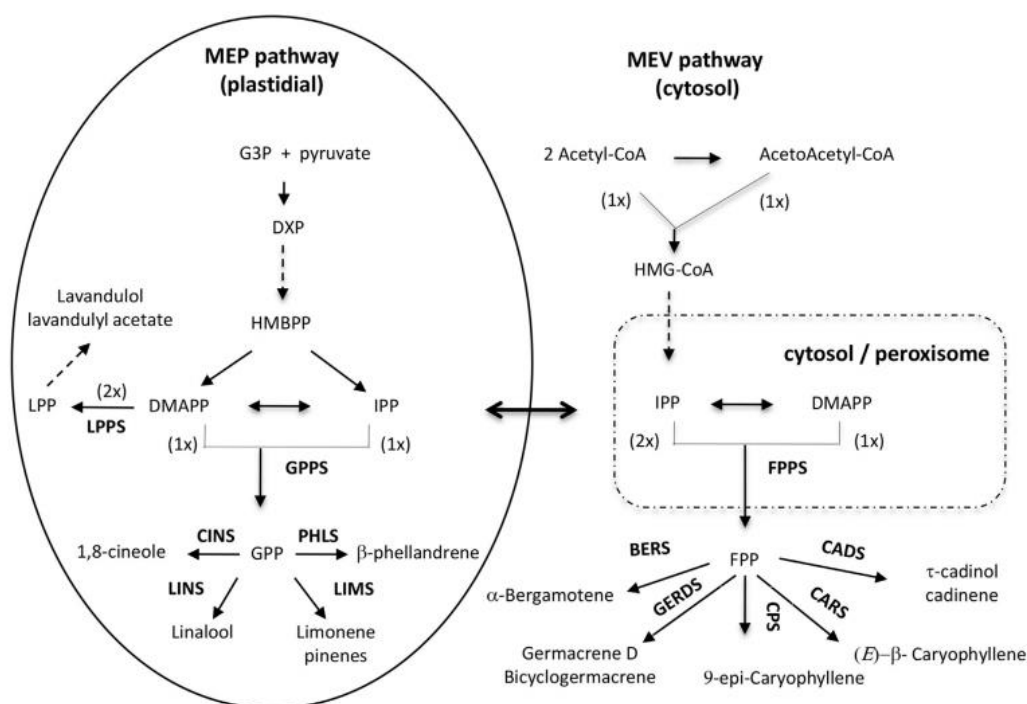 MEP pathway
(plastidial)
G3P + pyruvate
DXP
HMBPP
Lavandulol
lavandulyl acetate
LPP
(2x)
LPPS
DMAPP
IPP
(1x)
(1x)
GPPS
CINS
PHLS
1,8-cineole
GPP
β-phellandrene
LINS
LIMS
Linalool
Limonene
pinenes
MEV pathway
(cytosol)
2 Acetyl-CoA
AcetoAcetyl-CoA
(1x)
(1x)
HMG-CoA
cytosol / peroxisome
IPP
DMAPP
(2x)
(1x)
FPPS
BERS
FPP
CADS
α-Bergamotene
GERDS
CPS
CARS
τ-cadinol
cadinene
Germacrene D
Bicyclogermacrene
9-epi-Caryophyllene
(E)–β- Caryophyllene